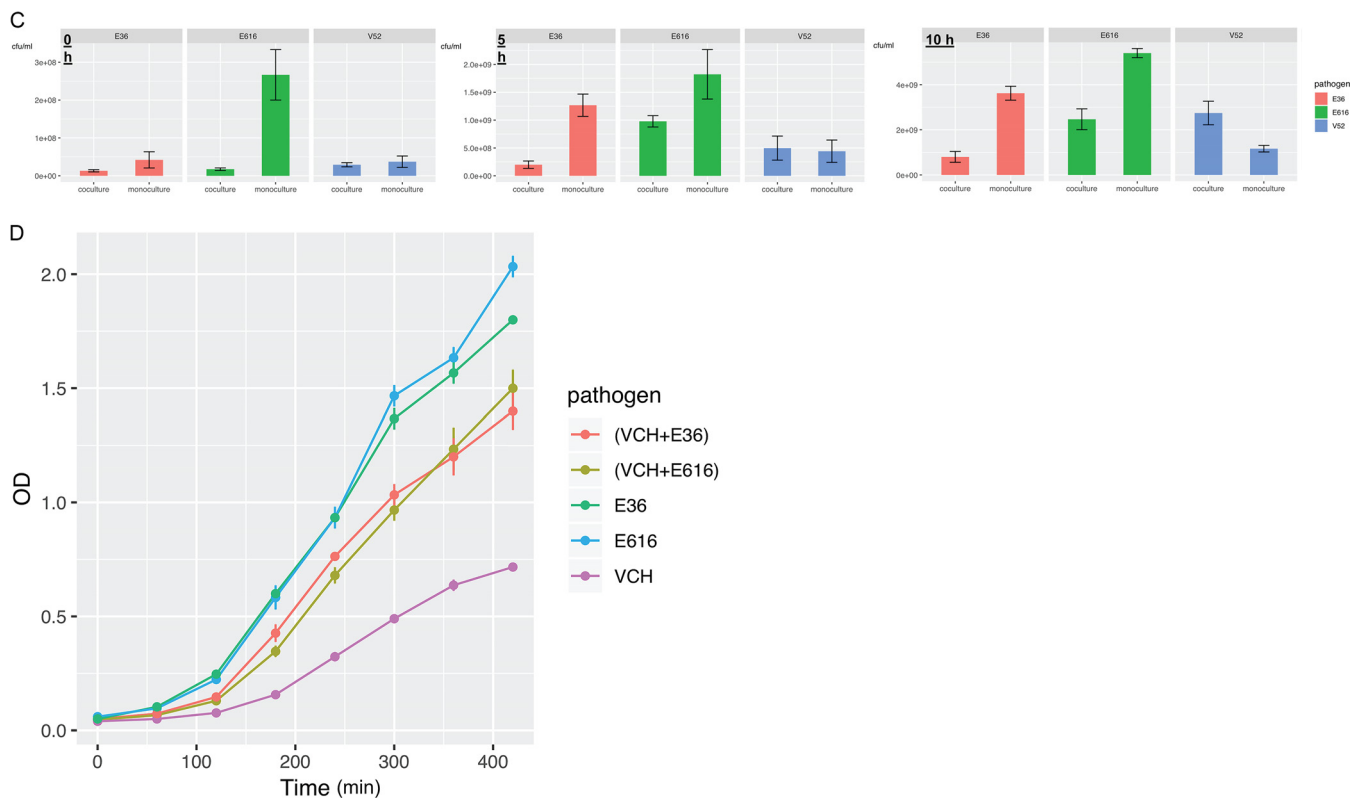 C
cfu/ml
0
h
E36
E616
V52
3e+08
2e+08
1e+08
0e+00
coculture
monoculture
coculture
monoculture
coculture
monoculture
5
h
E36
E616
V52
2.0e+09
1.5e+09
1.0e+09
5.0e+08
0.0e+00
coculture
monoculture
coculture
monoculture
coculture
monoculture
cfu/ml
10 h
E36
E616
V52
4e+09
2e+09
0e+00
coculture
monoculture
coculture
monoculture
coculture
monoculture
pathogen
E36
E616
V52
D
OD
2.0
1.5
1.0
0.5
0.0
0
100
200
300
400
Time (min)
pathogen
(VCH+E36)
(VCH+E616)
E36
E616
VCH